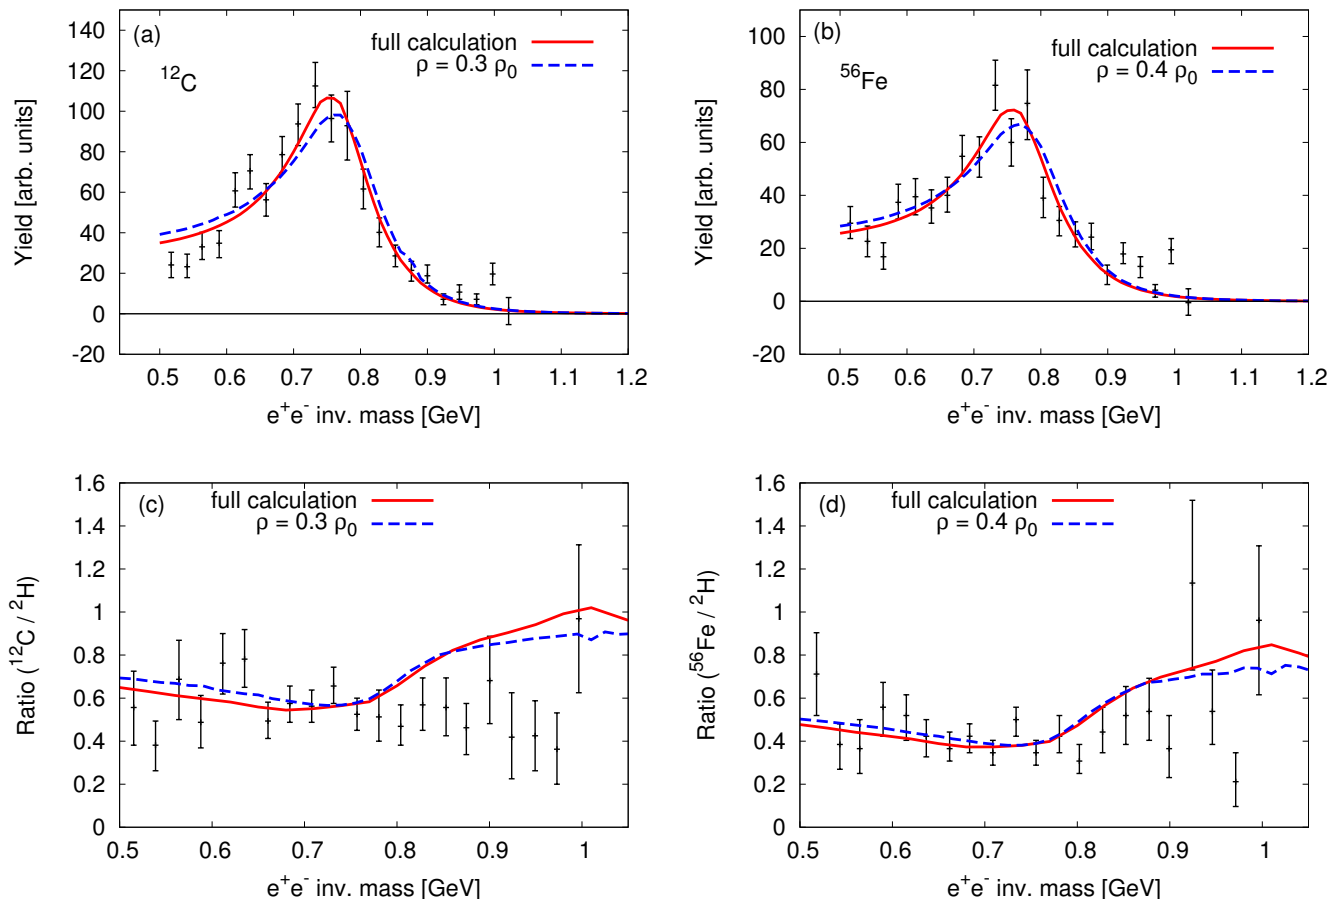 (a)
full calculation
ρ = 0.3 ρ0
12C
Yield [arb. units]
140
120
100
80
60
40
20
0
-20
0.5 0.6 0.7 0.8 0.9 1 1.1 1.2
e+e- inv. mass [GeV]
(b)
full calculation
ρ = 0.4 ρ0
56Fe
Yield [arb. units]
100
80
60
40
20
0
-20
0.5 0.6 0.7 0.8 0.9 1 1.1 1.2
e+e- inv. mass [GeV]
(c)
full calculation
ρ = 0.3 ρ0
Ratio (12C / 2H)
1.6
1.4
1.2
1
0.8
0.6
0.4
0.2
0
0.5 0.6 0.7 0.8 0.9 1
e+e- inv. mass [GeV]
(d)
full calculation
ρ = 0.4 ρ0
Ratio (56Fe / 2H)
1.6
1.4
1.2
1
0.8
0.6
0.4
0.2
0
0.5 0.6 0.7 0.8 0.9 1
e+e- inv. mass [GeV]